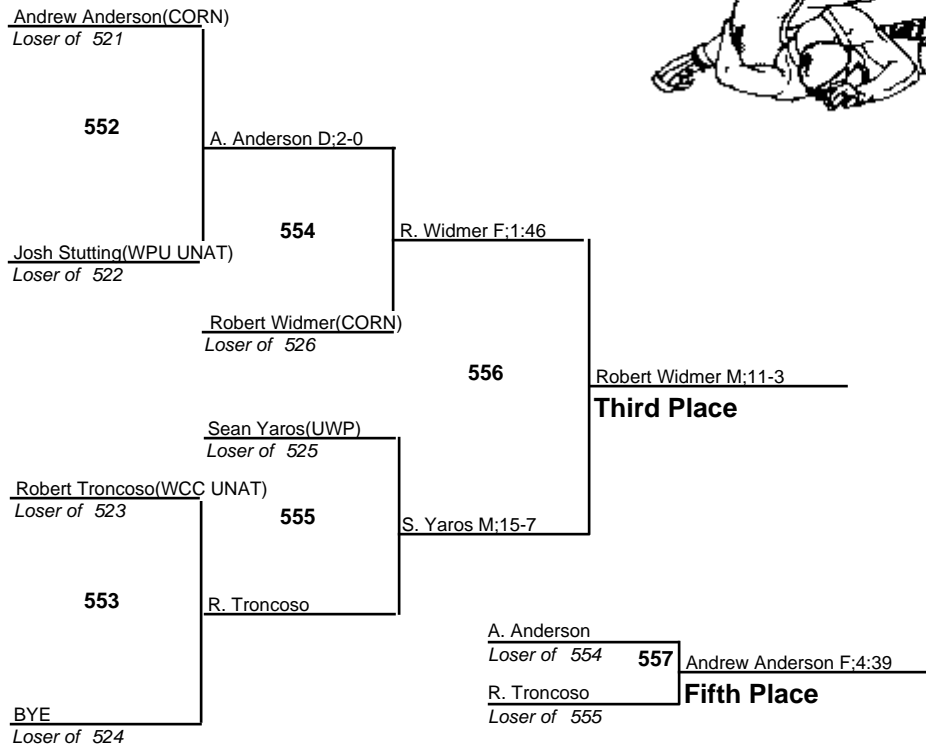 Andrew Anderson(CORN)
Loser of 521
552
A. Anderson D;2-0
Josh Stutting(WPU UNAT)
Loser of 522
554
R. Widmer F;1:46
Robert Widmer(CORN)
Loser of 526
556
Robert Widmer M;11-3
Third Place
Sean Yaros(UWP)
Loser of 525
Robert Troncoso(WCC UNAT)
Loser of 523
555
S. Yaros M;15-7
553
R. Troncoso
BYE
Loser of 524
A. Anderson
Loser of 554
557
Andrew Anderson F;4:39
Fifth Place
R. Troncoso
Loser of 555